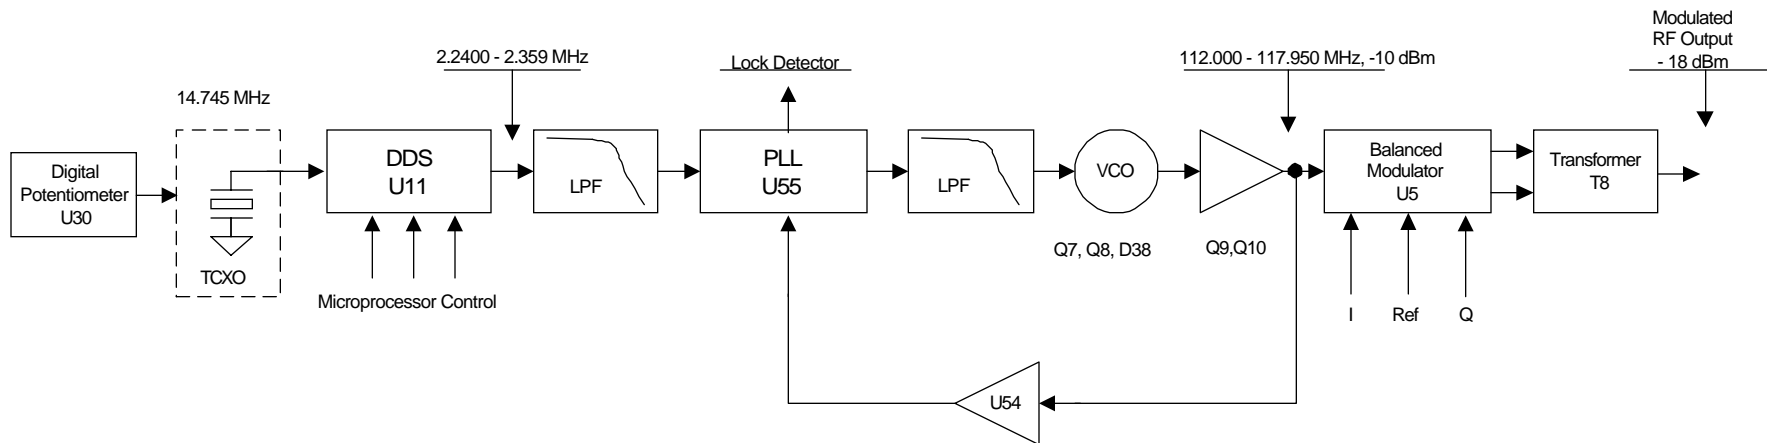 Modulated
RF Output
- 18 dBm
2.2400 - 2.359 MHz
Lock Detector
112.000 - 117.950 MHz, -10 dBm
14.745 MHz
Digital
Potentiometer
U30
TCXO
DDS
U11
LPF
PLL
U55
LPF
VCO
Balanced
Modulator
U5
Transformer
T8
Q7, Q8, D38
Q9,Q10
Microprocessor Control
I
Ref
Q
U54